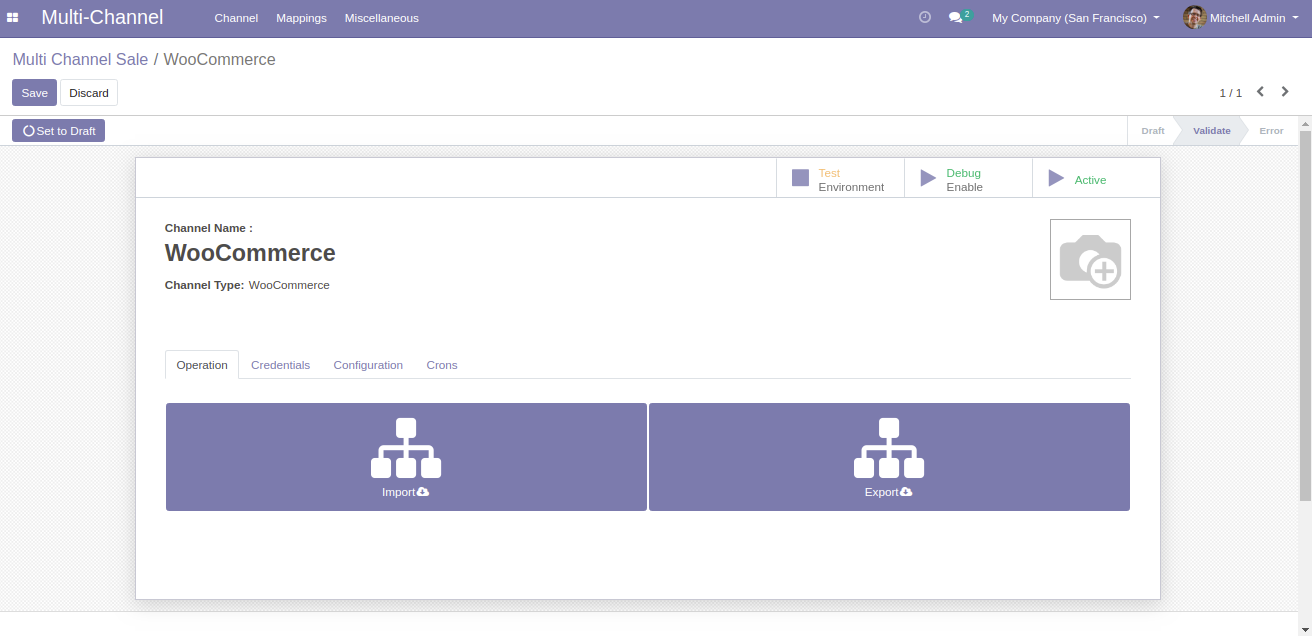 Multi-Channel Channel Mappings Miscellaneous 2 My Company (San Francisco) Mitchell Admin
Multi Channel Sale / WooCommerce
Save Discard 1 / 1
Set to Draft Draft Validate Error
Test
Environment
Debug
Enable
Active
Channel Name :
WooCommerce
Channel Type: WooCommerce
Operation Credentials Configuration Crons
Import Export